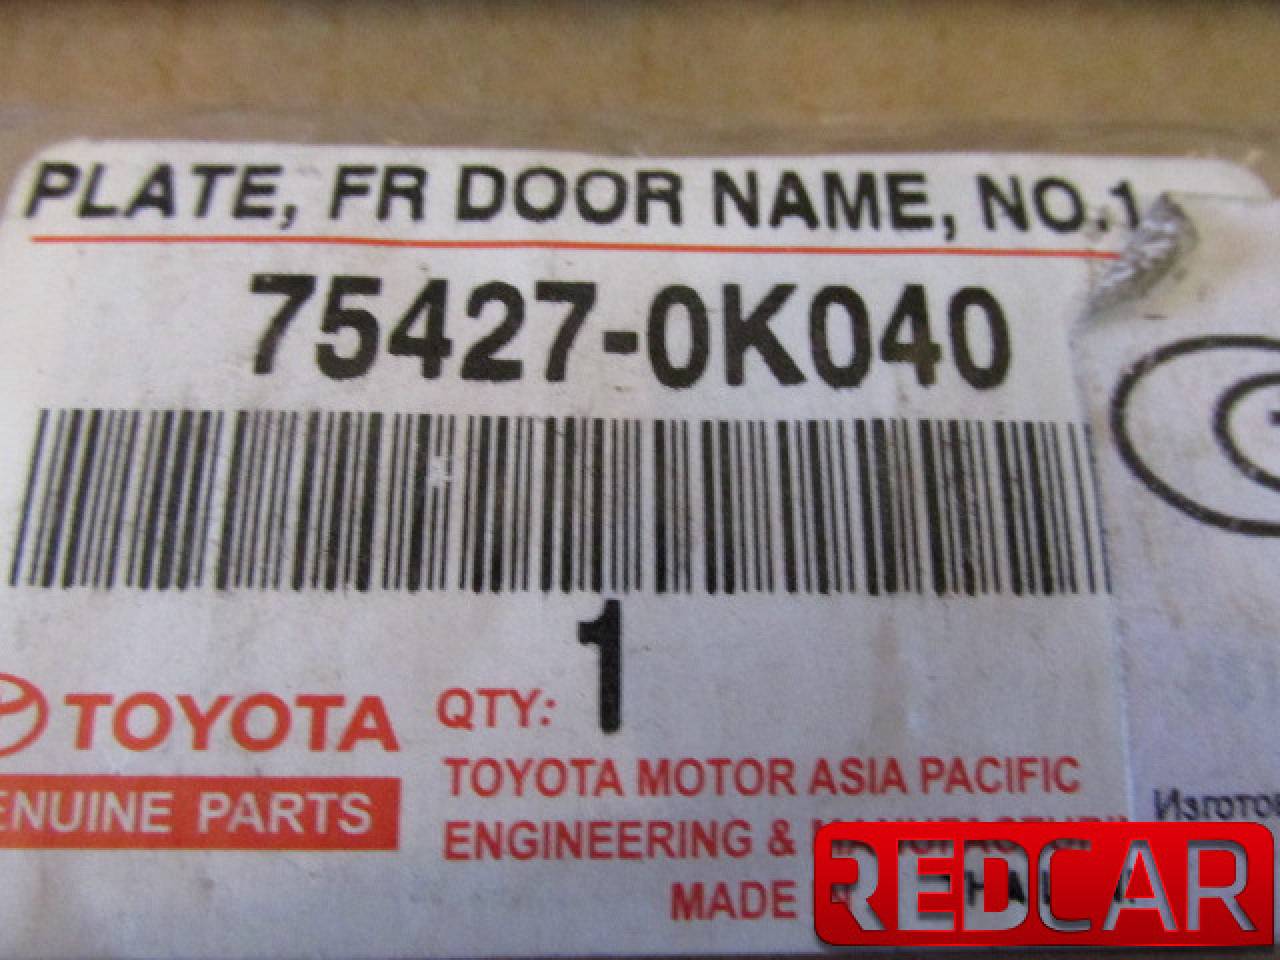 PLATE, FR DOOR NAME, NO.1
75427-0K040
1
QTY:
TOYOTA
ENUINE PARTS
TOYOTA MOTOR ASIA PACIFIC
ENGINEERING &
MADE
REDCAR
Изгото